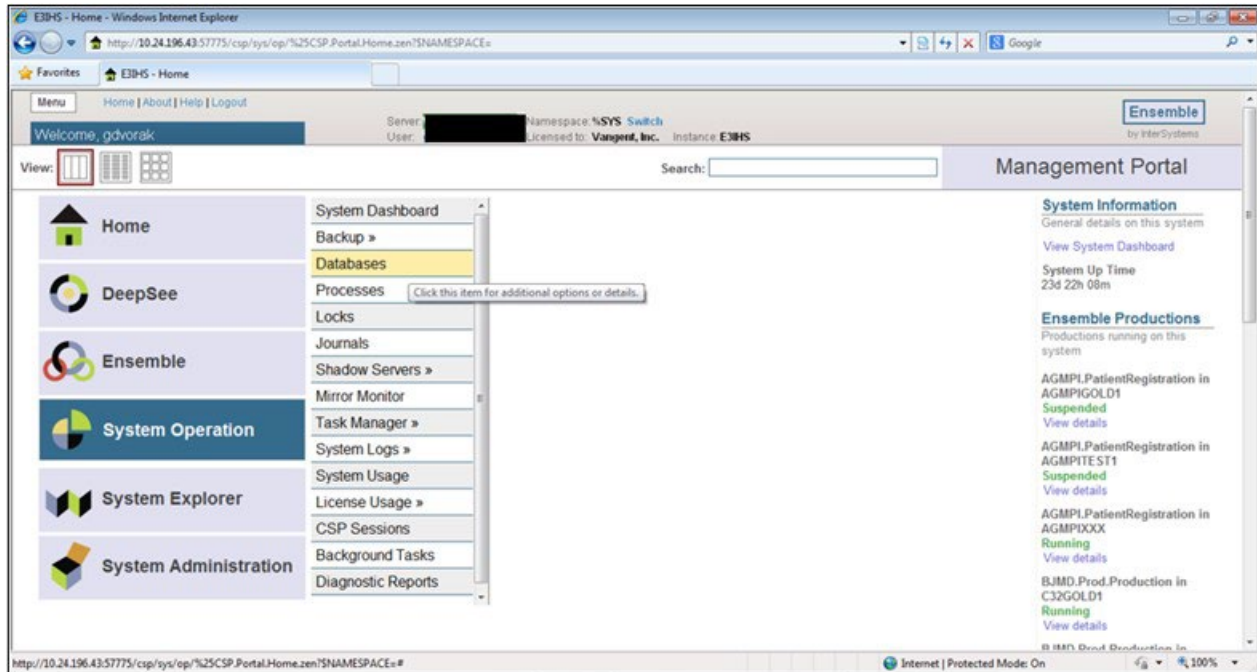 E3IHS - Home - Windows Internet Explorer
http://10.24.196.43:57775/csp/sys/op/%25CSP.Portal.Home.zen?$NAMESPACE=
Google
Favorites
E3IHS - Home
Menu
Home | About | Help | Logout
Server:
Namespace: %SYS Switch
Welcome, gdvorak
User:
Licensed to: Vangent, Inc. Instance: E3IHS
Ensemble
by InterSystems
View:
Search:
Management Portal
Home
DeepSee
Ensemble
System Operation
System Explorer
System Administration
System Dashboard
Backup »
Databases
Processes
Click this item for additional options or details.
Locks
Journals
Shadow Servers »
Mirror Monitor
Task Manager »
System Logs »
System Usage
License Usage »
CSP Sessions
Background Tasks
Diagnostic Reports
System Information
General details on this system
View System Dashboard
System Up Time
23d 22h 08m
Ensemble Productions
Productions running on this
system
AGMPI.PatientRegistration in
AGMPIGOLD1
Suspended
View details
AGMPI.PatientRegistration in
AGMPITEST1
Suspended
View details
AGMPI.PatientRegistration in
AGMPIXXX
Running
View details
BJMD.Prod.Production in
C32GOLD1
Running
View details
BJMD.Prod.Production in
http://10.24.196.43:57775/csp/sys/op/%25CSP.Portal.Home.zen?$NAMESPACE=#
Internet | Protected Mode: On
100%